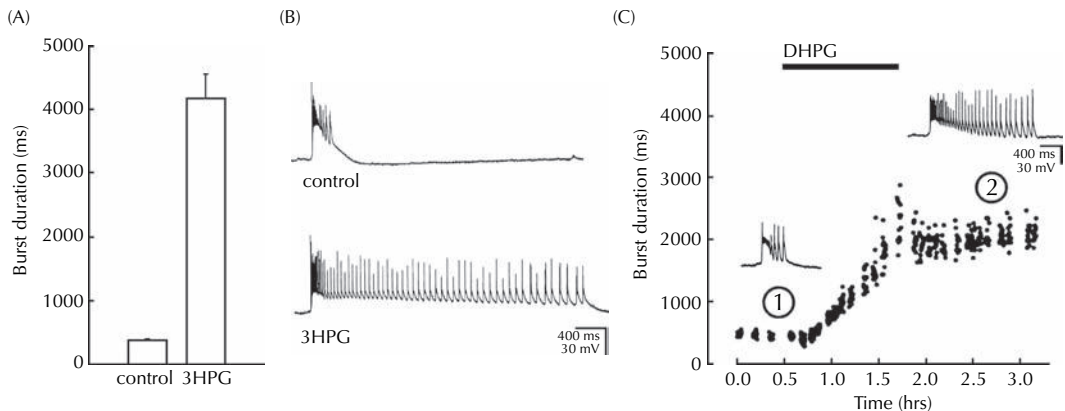 (A)
Burst duration (ms)
5000
4000
3000
2000
1000
0
control 3HPG
(B)
control
3HPG
400 ms
30 mV
(C)
DHPG
Burst duration (ms)
5000
4000
3000
2000
1000
0
400 ms
30 mV
1
2
0.0 0.5 1.0 1.5 2.0 2.5 3.0
Time (hrs)